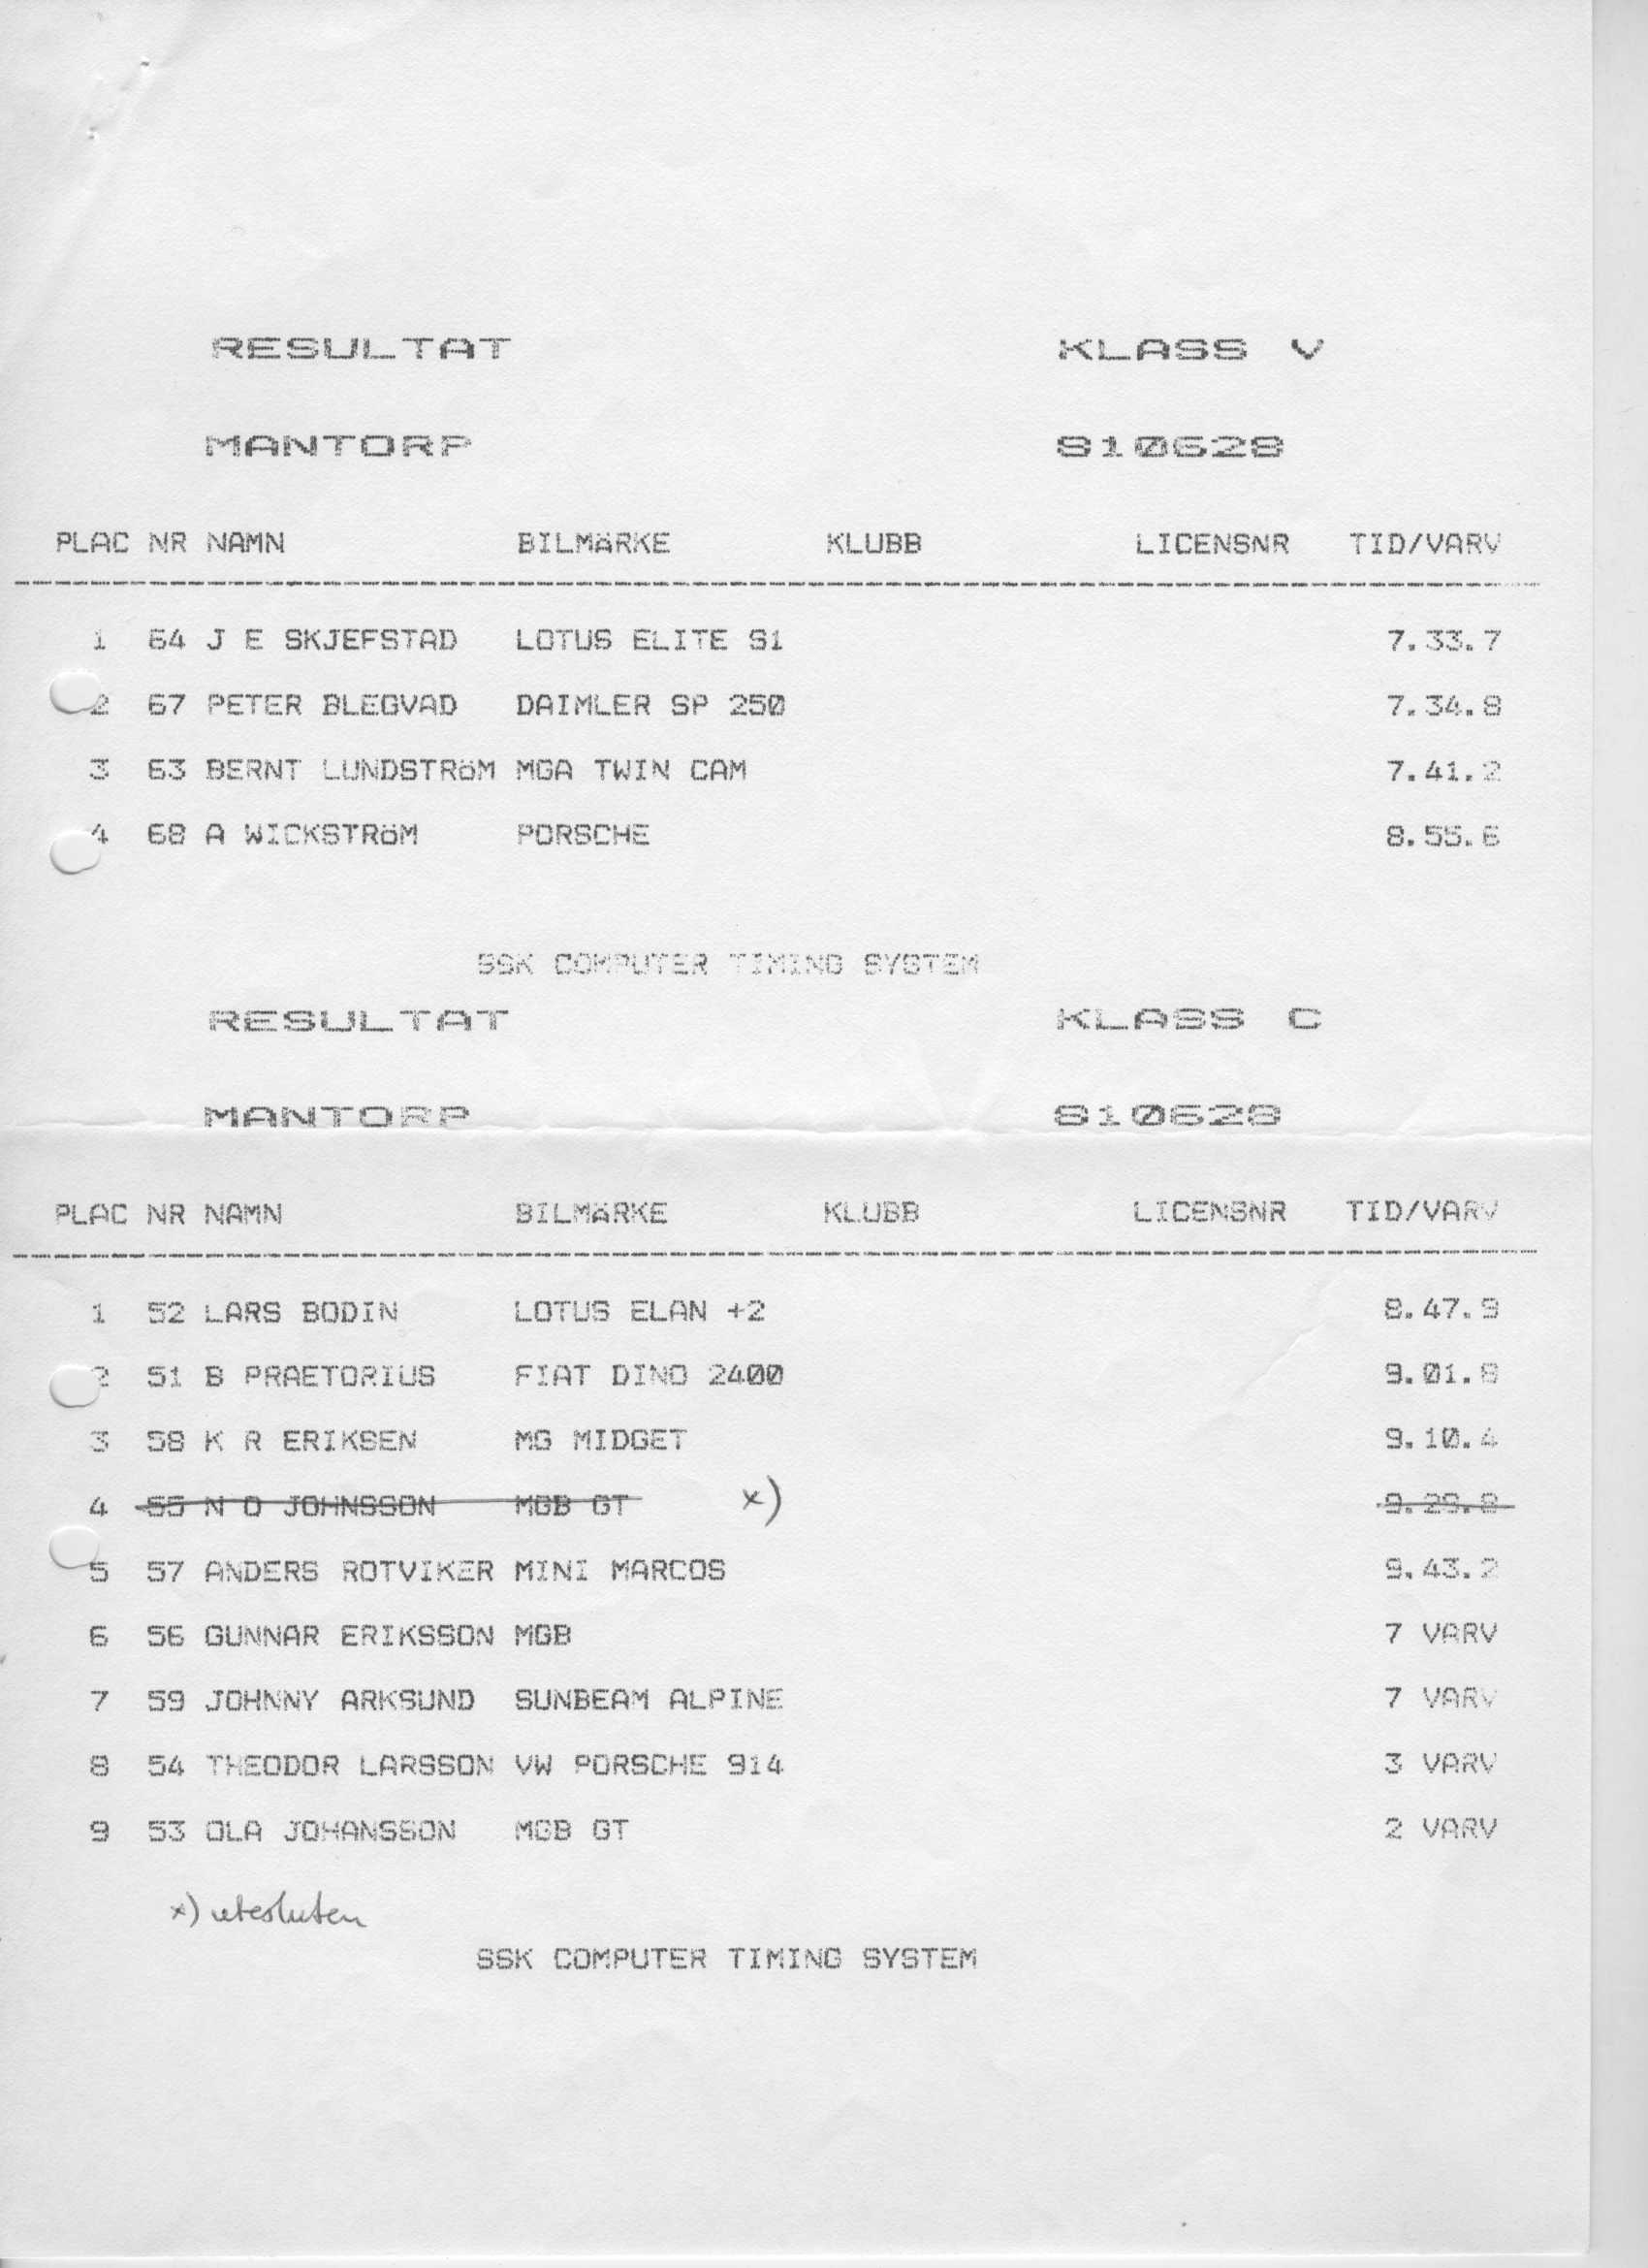 RESULTAT KLASS V
MANTORP 810628
PLAC NR NAMN BILMÄRKE KLUBB LICENSNR TID/VARV
1 64 J E SKJEFSTAD LOTUS ELITE S1 7.33.7
2 67 PETER BLEGVAD DAIMLER SP 250 7.34.8
3 63 BERNT LUNDSTRÖM MGA TWIN CAM 7.41.2
4 68 A WICKSTRÖM PORSCHE 8.55.6
SSK COMPUTER TIMING SYSTEM
RESULTAT KLASS C
MANTORP 810628
PLAC NR NAMN BILMÄRKE KLUBB LICENSNR TID/VARV
1 52 LARS BODIN LOTUS ELAN +2 8.47.9
2 51 B PRAETORIUS FIAT DINO 2400 9.01.8
3 58 K R ERIKSEN MG MIDGET 9.10.4
4 55 N O JOHNSSON MGB GT x) 9.29.8
5 57 ANDERS ROTVIKER MINI MARCOS 9.43.2
6 56 GUNNAR ERIKSSON MGB 7 VARV
7 59 JOHNNY ARKSUND SUNBEAM ALPINE 7 VARV
8 54 THEODOR LARSSON VW PORSCHE 914 3 VARV
9 53 OLA JOHANSSON MGB GT 2 VARV
x) utesluten
SSK COMPUTER TIMING SYSTEM